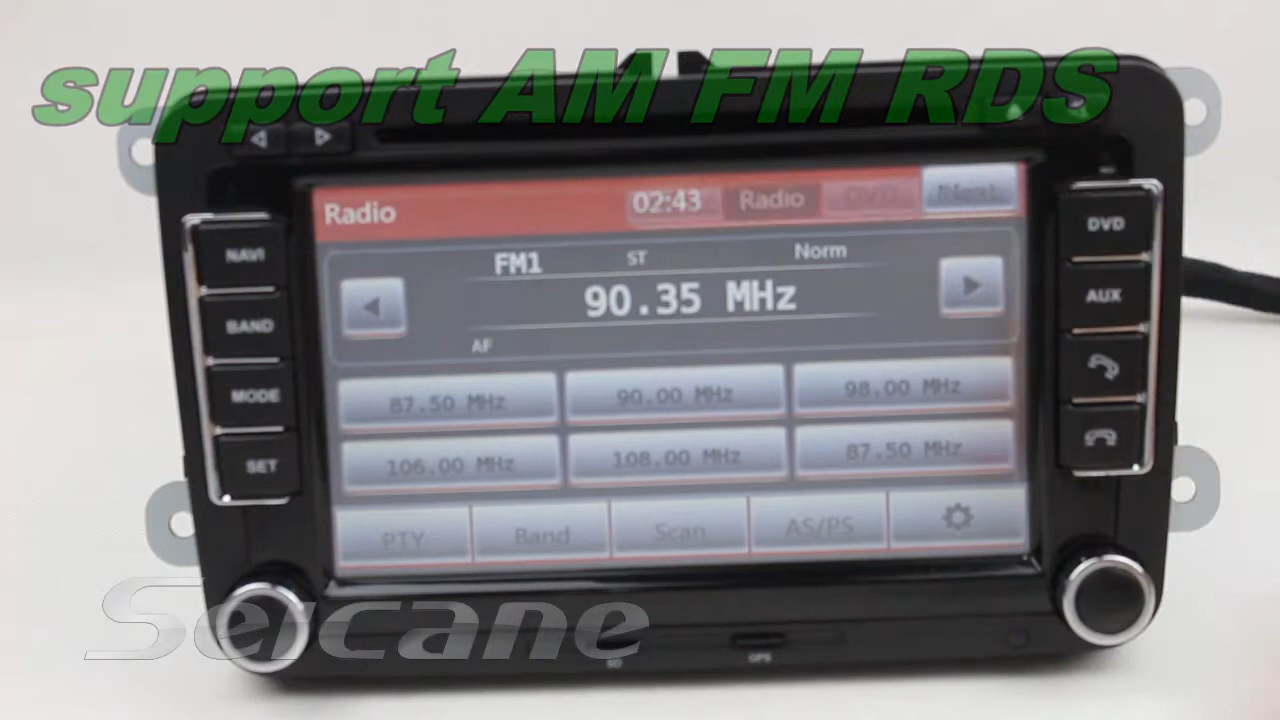 support AM FM RDS
Radio 02:43 Radio DVD Next
FM1 ST Norm
90.35 MHz
AF
87.50 MHz 90.00 MHz 98.00 MHz
106.00 MHz 108.00 MHz 87.50 MHz
PTY Band Scan AS/PS
NAVI
BAND
MODE
SET
DVD
AUX
Seicane
SD GPS